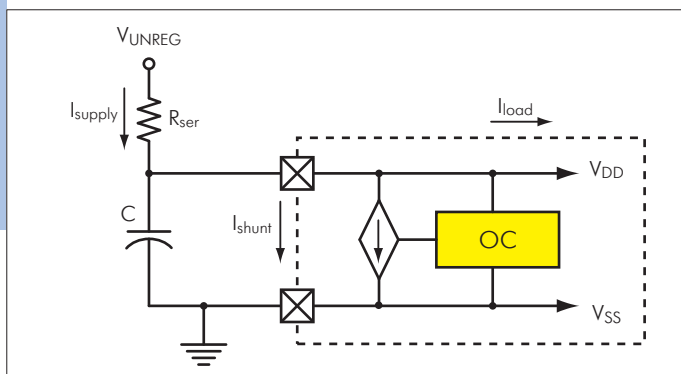 VUNREG
Isupply
Rser
Iload
VDD
C
Ishunt
OC
VSS